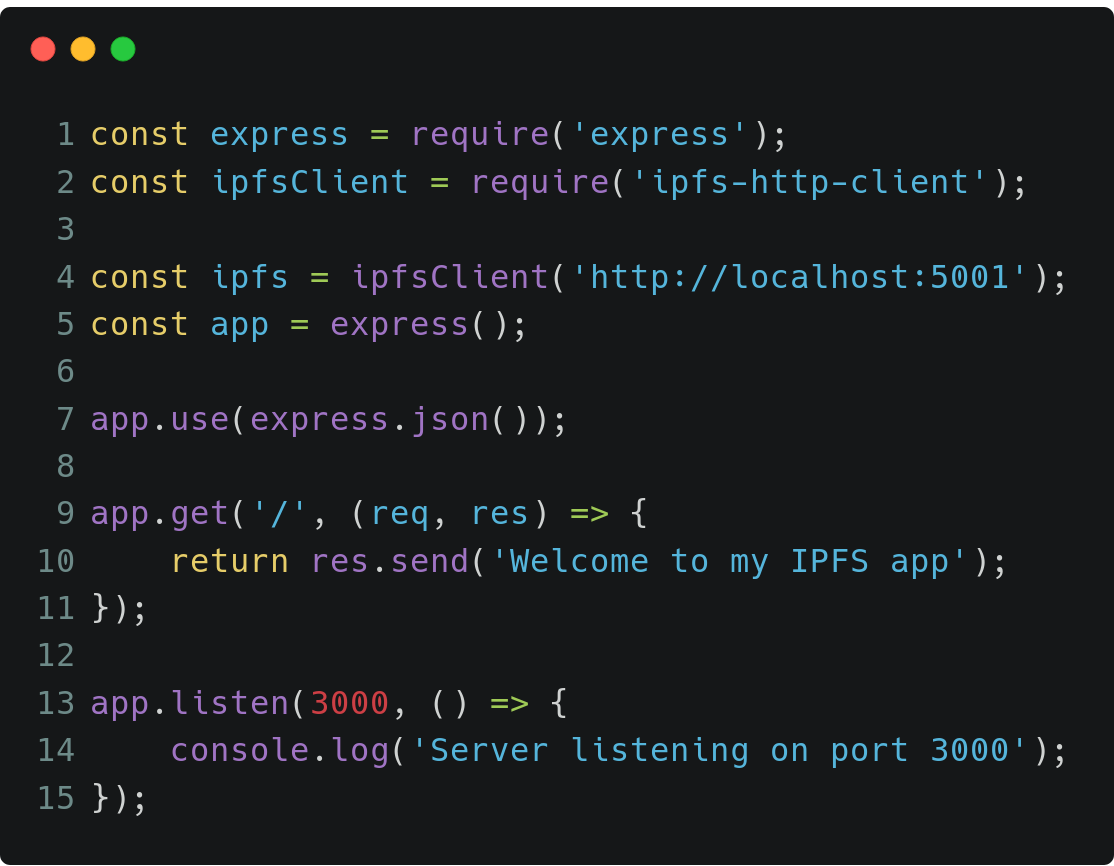 1 const express = require('express');
2 const ipfsClient = require('ipfs-http-client');
3
4 const ipfs = ipfsClient('http://localhost:5001');
5 const app = express();
6
7 app.use(express.json());
8
9 app.get('/', (req, res) => {
10     return res.send('Welcome to my IPFS app');
11 });
12
13 app.listen(3000, () => {
14     console.log('Server listening on port 3000');
15 });